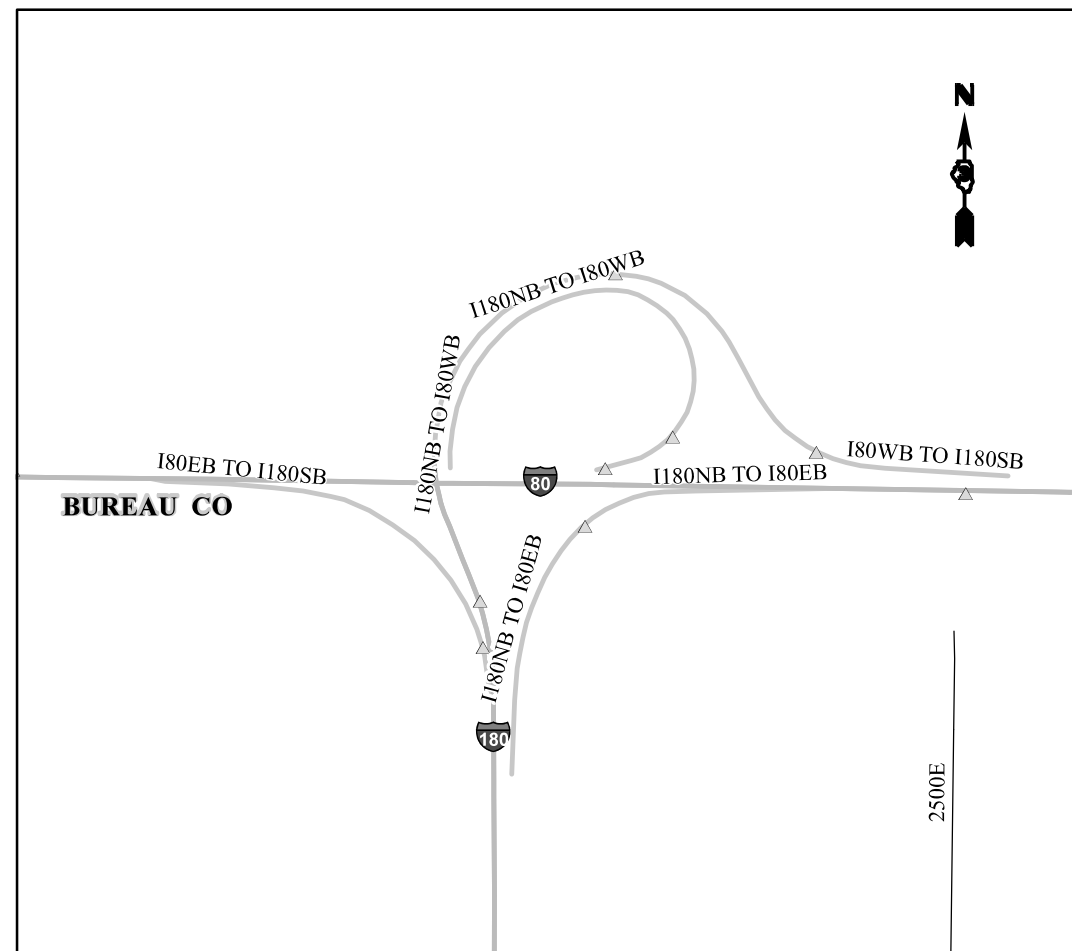 N
I180NB TO I80WB
I180NB TO I80WB
I80WB TO I180SB
I80EB TO I180SB
I180NB TO I80EB
80
BUREAU CO
I180NB TO I80EB
180
2500E